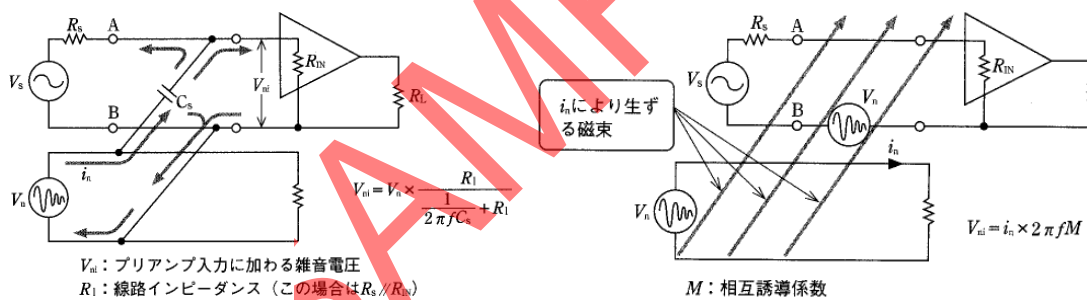 Rs
A
Vs
B
Cs
Vni
RIN
RL
in
Vn
Vni=Vn×R1/(1/(2πfCs)+R1)
Vni：プリアンプ入力に加わる雑音電圧
R1：線路インピーダンス（この場合はRs//RIN）
Rs
A
Vs
B
Vn
RIN
inにより生ず
る磁束
in
Vn
Vni=in×2πfM
M：相互誘導係数